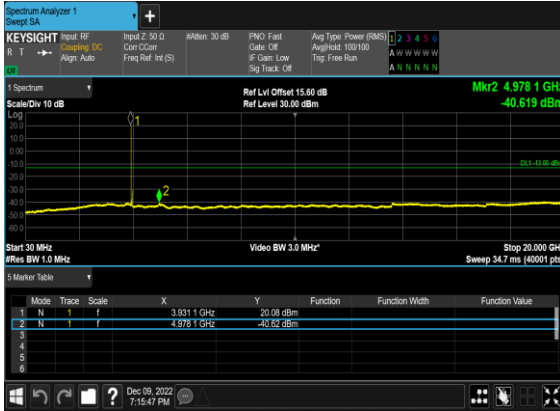 Spectrum Analyzer 1
Swept SA
+
KEYSIGHT Input: RF Input Z: 50 Ω #Atten: 30 dB PNO: Fast Avg Type: Power (RMS) 1 2 3 4 5 6
R T Coupling: DC Corr CCorr Gate: Off Avg|Hold: 100/100 A W W W W W
Align: Auto Freq Ref: Int (S) IF Gain: Low Trig: Free Run
Sig Track: Off A N N N N N
1 Spectrum Ref Lvl Offset 15.60 dB Mkr2 4.978 1 GHz
Scale/Div 10 dB Ref Level 30.00 dBm -40.619 dBm
Log
20.0
10.0
0.00
-10.0
-20.0
-30.0
-40.0
-50.0
-60.0
1
2
DL1 -13.00 dBm
Start 30 MHz Video BW 3.0 MHz* Stop 20.000 GH
#Res BW 1.0 MHz Sweep 34.7 ms (40001 pts
5 Marker Table
Mode Trace Scale X Y Function Function Width Function Value
1 N 1 f 3.931 1 GHz 20.08 dBm
2 N 1 f 4.978 1 GHz -40.62 dBm
3
4
5
6
? Dec 09, 2022
7:15:47 PM